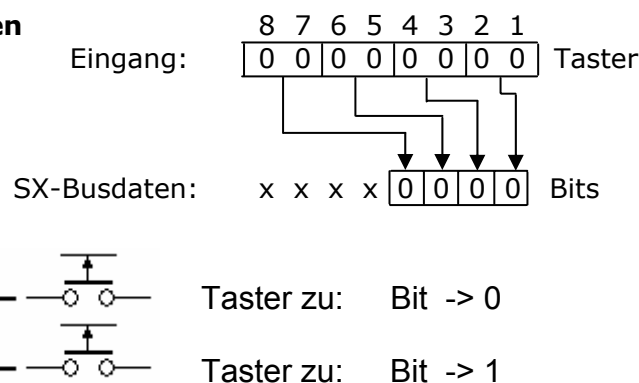 en
8 7 6 5 4 3 2 1
Eingang: 0 0 0 0 0 0 0 0 Taster
SX-Busdaten: x x x x 0 0 0 0 Bits
Taster zu: Bit -> 0
Taster zu: Bit -> 1